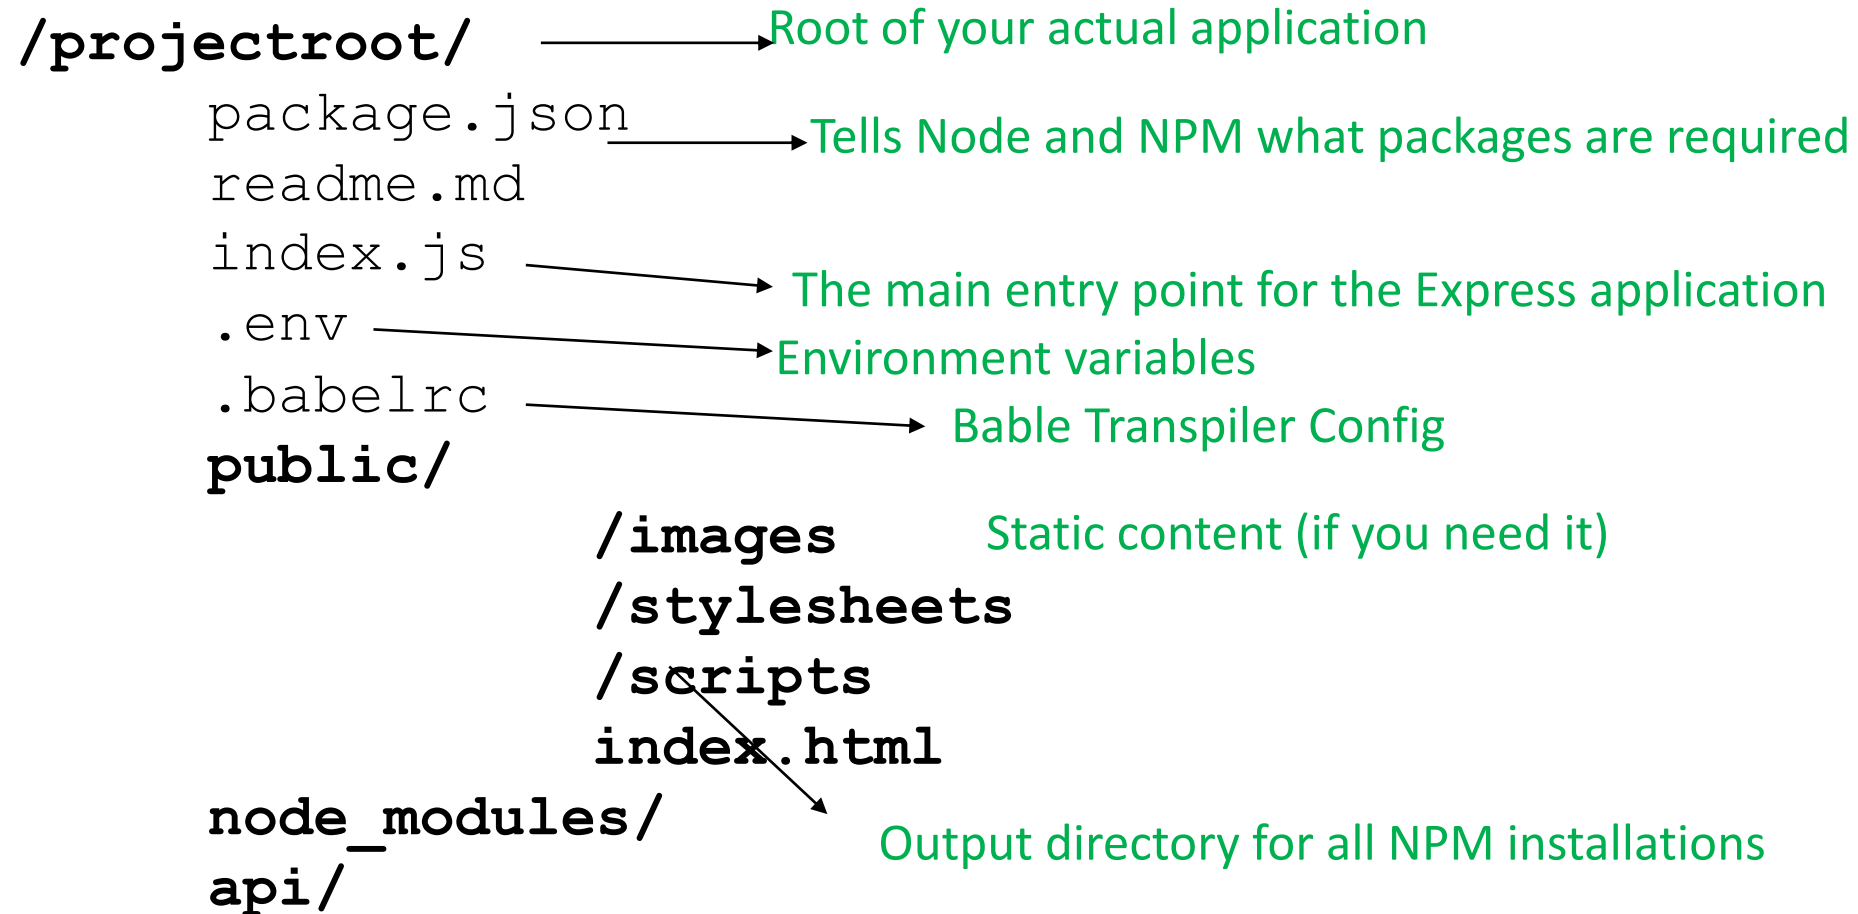 /projectroot/ Root of your actual application
package.json Tells Node and NPM what packages are required
readme.md
index.js The main entry point for the Express application
.env Environment variables
.babelrc Bable Transpiler Config
public/
/images Static content (if you need it)
/stylesheets
/scripts
index.html
node_modules/ Output directory for all NPM installations
api/